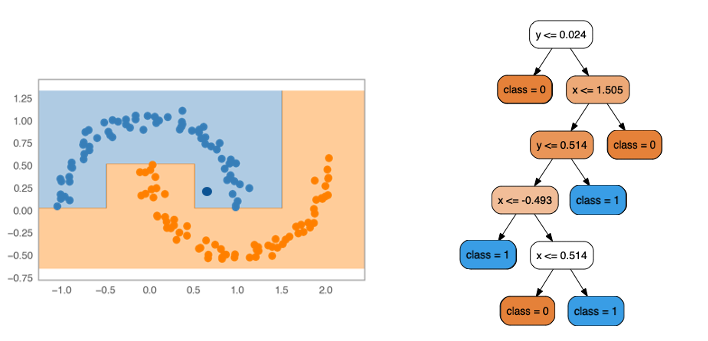 1.25
1.00
0.75
0.50
0.25
0.00
−0.25
−0.50
−0.75
−1.0 −0.5 0.0 0.5 1.0 1.5 2.0
y <= 0.024
class = 0 x <= 1.505
y <= 0.514 class = 0
x <= -0.493 class = 1
class = 1 x <= 0.514
class = 0 class = 1